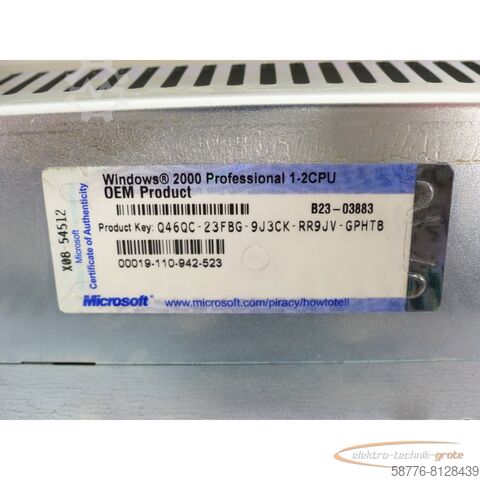 Windows® 2000 Professional 1-2CPU
OEM Product
B23-03883
Product Key: Q46QC-23FBG-9J3CK-RR9JV-GPHT8
00019-110-942-523
Microsoft® www.microsoft.com/piracy/howtotell
X08-54512
Microsoft
Certificate of Authenticity
elektro-technik-grote
58776-8128439